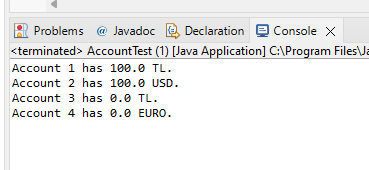 Problems @ Javadoc Declaration Console
<terminated> AccountTest (1) [Java Application] C:\Program Files\Ja
Account 1 has 100.0 TL.
Account 2 has 100.0 USD.
Account 3 has 0.0 TL.
Account 4 has 0.0 EURO.